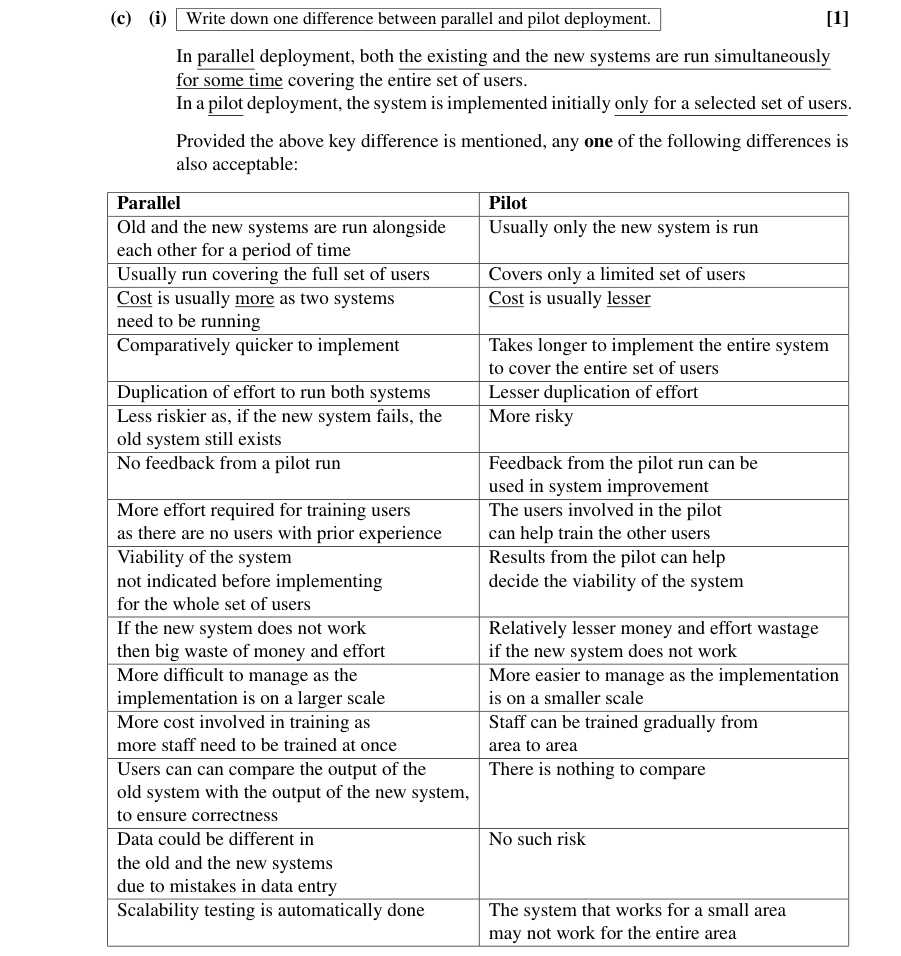 (c) (i) Write down one difference between parallel and pilot deployment. [1]
In parallel deployment, both the existing and the new systems are run simultaneously
for some time covering the entire set of users.
In a pilot deployment, the system is implemented initially only for a selected set of users.
Provided the above key difference is mentioned, any one of the following differences is
also acceptable:
Parallel Pilot
Old and the new systems are run alongside Usually only the new system is run
each other for a period of time
Usually run covering the full set of users Covers only a limited set of users
Cost is usually more as two systems Cost is usually lesser
need to be running
Comparatively quicker to implement Takes longer to implement the entire system
to cover the entire set of users
Duplication of effort to run both systems Lesser duplication of effort
Less riskier as, if the new system fails, the More risky
old system still exists
No feedback from a pilot run Feedback from the pilot run can be
used in system improvement
More effort required for training users The users involved in the pilot
as there are no users with prior experience can help train the other users
Viability of the system Results from the pilot can help
not indicated before implementing decide the viability of the system
for the whole set of users
If the new system does not work Relatively lesser money and effort wastage
then big waste of money and effort if the new system does not work
More difficult to manage as the More easier to manage as the implementation
implementation is on a larger scale is on a smaller scale
More cost involved in training as Staff can be trained gradually from
more staff need to be trained at once area to area
Users can can compare the output of the There is nothing to compare
old system with the output of the new system,
to ensure correctness
Data could be different in No such risk
the old and the new systems
due to mistakes in data entry
Scalability testing is automatically done The system that works for a small area
may not work for the entire area